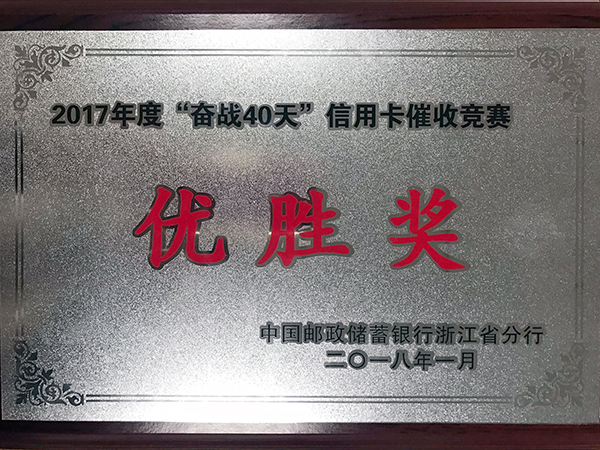 2017年度“奋战40天”信用卡催收竞赛
优胜奖
中国邮政储蓄银行浙江省分行
二〇一八年一月